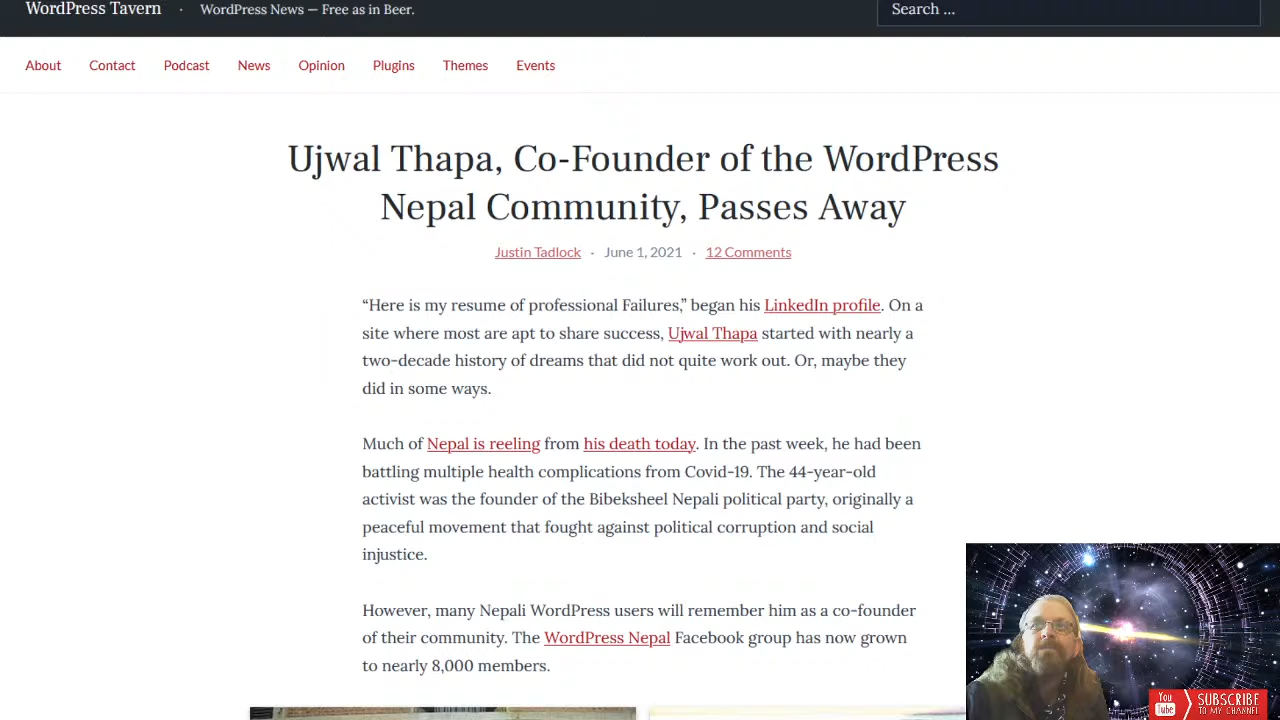 WordPress Tavern · WordPress News — Free as in Beer. Search ...
About Contact Podcast News Opinion Plugins Themes Events
Ujwal Thapa, Co-Founder of the WordPress
Nepal Community, Passes Away
Justin Tadlock · June 1, 2021 · 12 Comments
“Here is my resume of professional Failures,” began his LinkedIn profile. On a
site where most are apt to share success, Ujwal Thapa started with nearly a
two-decade history of dreams that did not quite work out. Or, maybe they
did in some ways.
Much of Nepal is reeling from his death today. In the past week, he had been
battling multiple health complications from Covid-19. The 44-year-old
activist was the founder of the Bibeksheel Nepali political party, originally a
peaceful movement that fought against political corruption and social
injustice.
However, many Nepali WordPress users will remember him as a co-founder
of their community. The WordPress Nepal Facebook group has now grown
to nearly 8,000 members.
You
Tube
SUBSCRIBE
TO MY CHANNEL